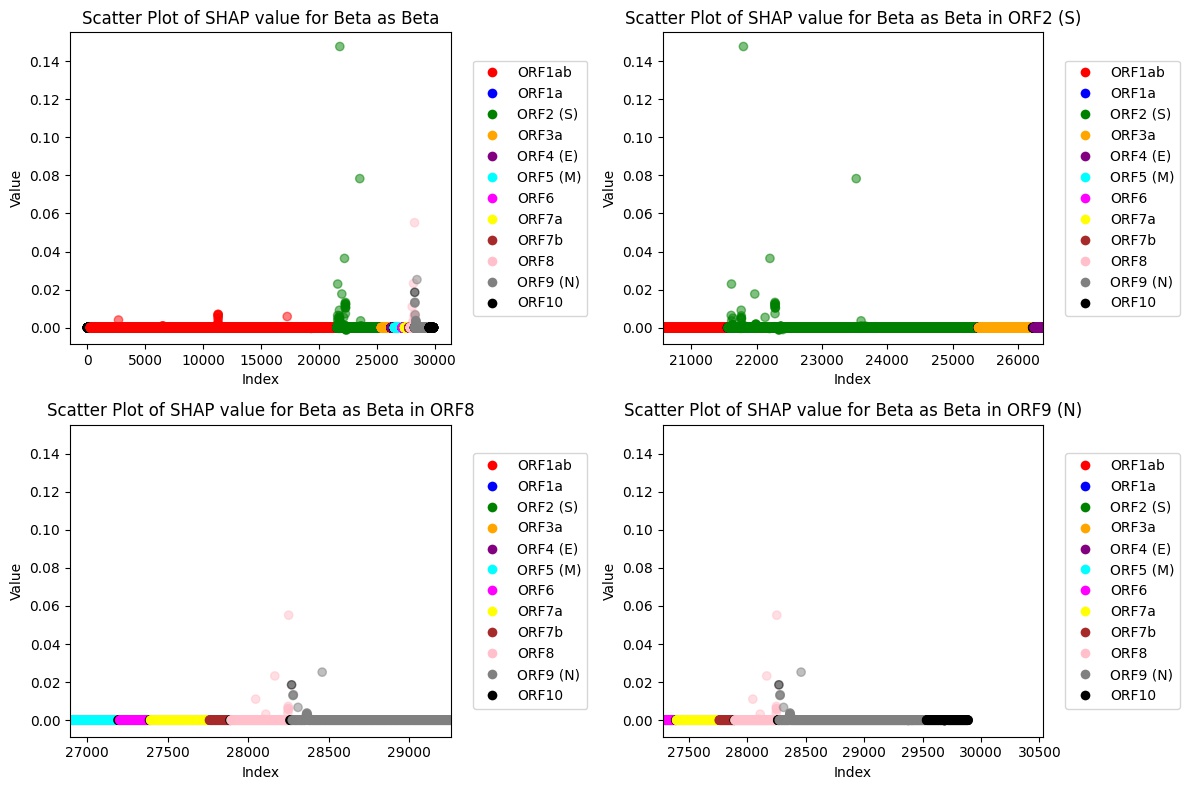 Scatter Plot of SHAP value for Beta as Beta
Value
0.14
0.12
0.10
0.08
0.06
0.04
0.02
0.00
0
5000
10000
15000
20000
25000
30000
Index
ORF1ab
ORF1a
ORF2 (S)
ORF3a
ORF4 (E)
ORF5 (M)
ORF6
ORF7a
ORF7b
ORF8
ORF9 (N)
ORF10
Scatter Plot of SHAP value for Beta as Beta in ORF2 (S)
Value
0.14
0.12
0.10
0.08
0.06
0.04
0.02
0.00
21000
22000
23000
24000
25000
26000
Index
ORF1ab
ORF1a
ORF2 (S)
ORF3a
ORF4 (E)
ORF5 (M)
ORF6
ORF7a
ORF7b
ORF8
ORF9 (N)
ORF10
Scatter Plot of SHAP value for Beta as Beta in ORF8
Value
0.14
0.12
0.10
0.08
0.06
0.04
0.02
0.00
27000
27500
28000
28500
29000
Index
ORF1ab
ORF1a
ORF2 (S)
ORF3a
ORF4 (E)
ORF5 (M)
ORF6
ORF7a
ORF7b
ORF8
ORF9 (N)
ORF10
Scatter Plot of SHAP value for Beta as Beta in ORF9 (N)
Value
0.14
0.12
0.10
0.08
0.06
0.04
0.02
0.00
27500
28000
28500
29000
29500
30000
30500
Index
ORF1ab
ORF1a
ORF2 (S)
ORF3a
ORF4 (E)
ORF5 (M)
ORF6
ORF7a
ORF7b
ORF8
ORF9 (N)
ORF10